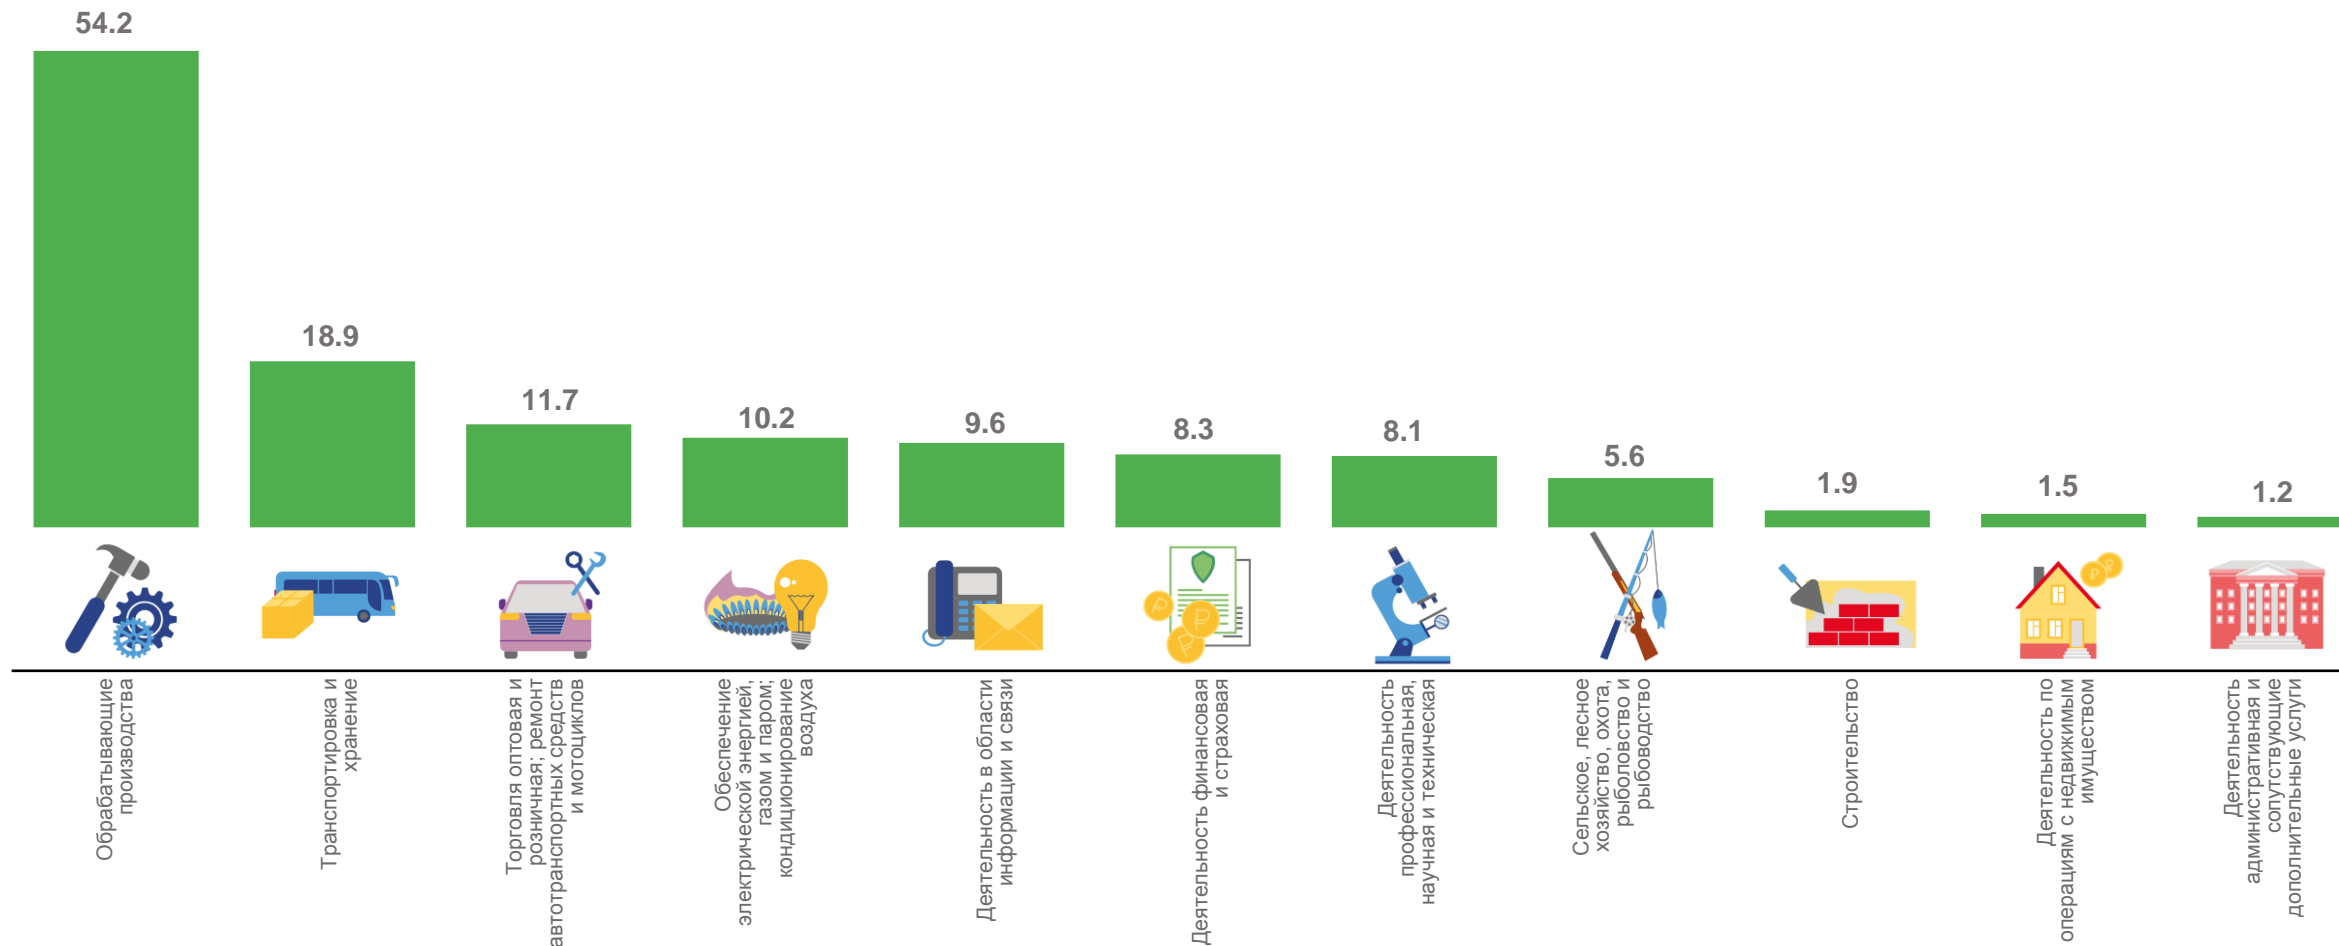 54.2
18.9
11.7
10.2
9.6
8.3
8.1
5.6
1.9
1.5
1.2
Обрабатывающие
производства
Транспортировка и
хранение
Торговля оптовая и
розничная; ремонт
автотранспортных средств
и мотоциклов
Обеспечение
электрической энергией,
газом и паром;
кондиционирование
воздуха
Деятельность в области
информации и связи
Деятельность финансовая
и страховая
Деятельность
профессиональная,
научная и техническая
Сельское, лесное
хозяйство, охота,
рыболовство и
рыбоводство
Строительство
Деятельность по
операциям с недвижимым
имуществом
Деятельность
административная и
сопутствующие
дополнительные услуги